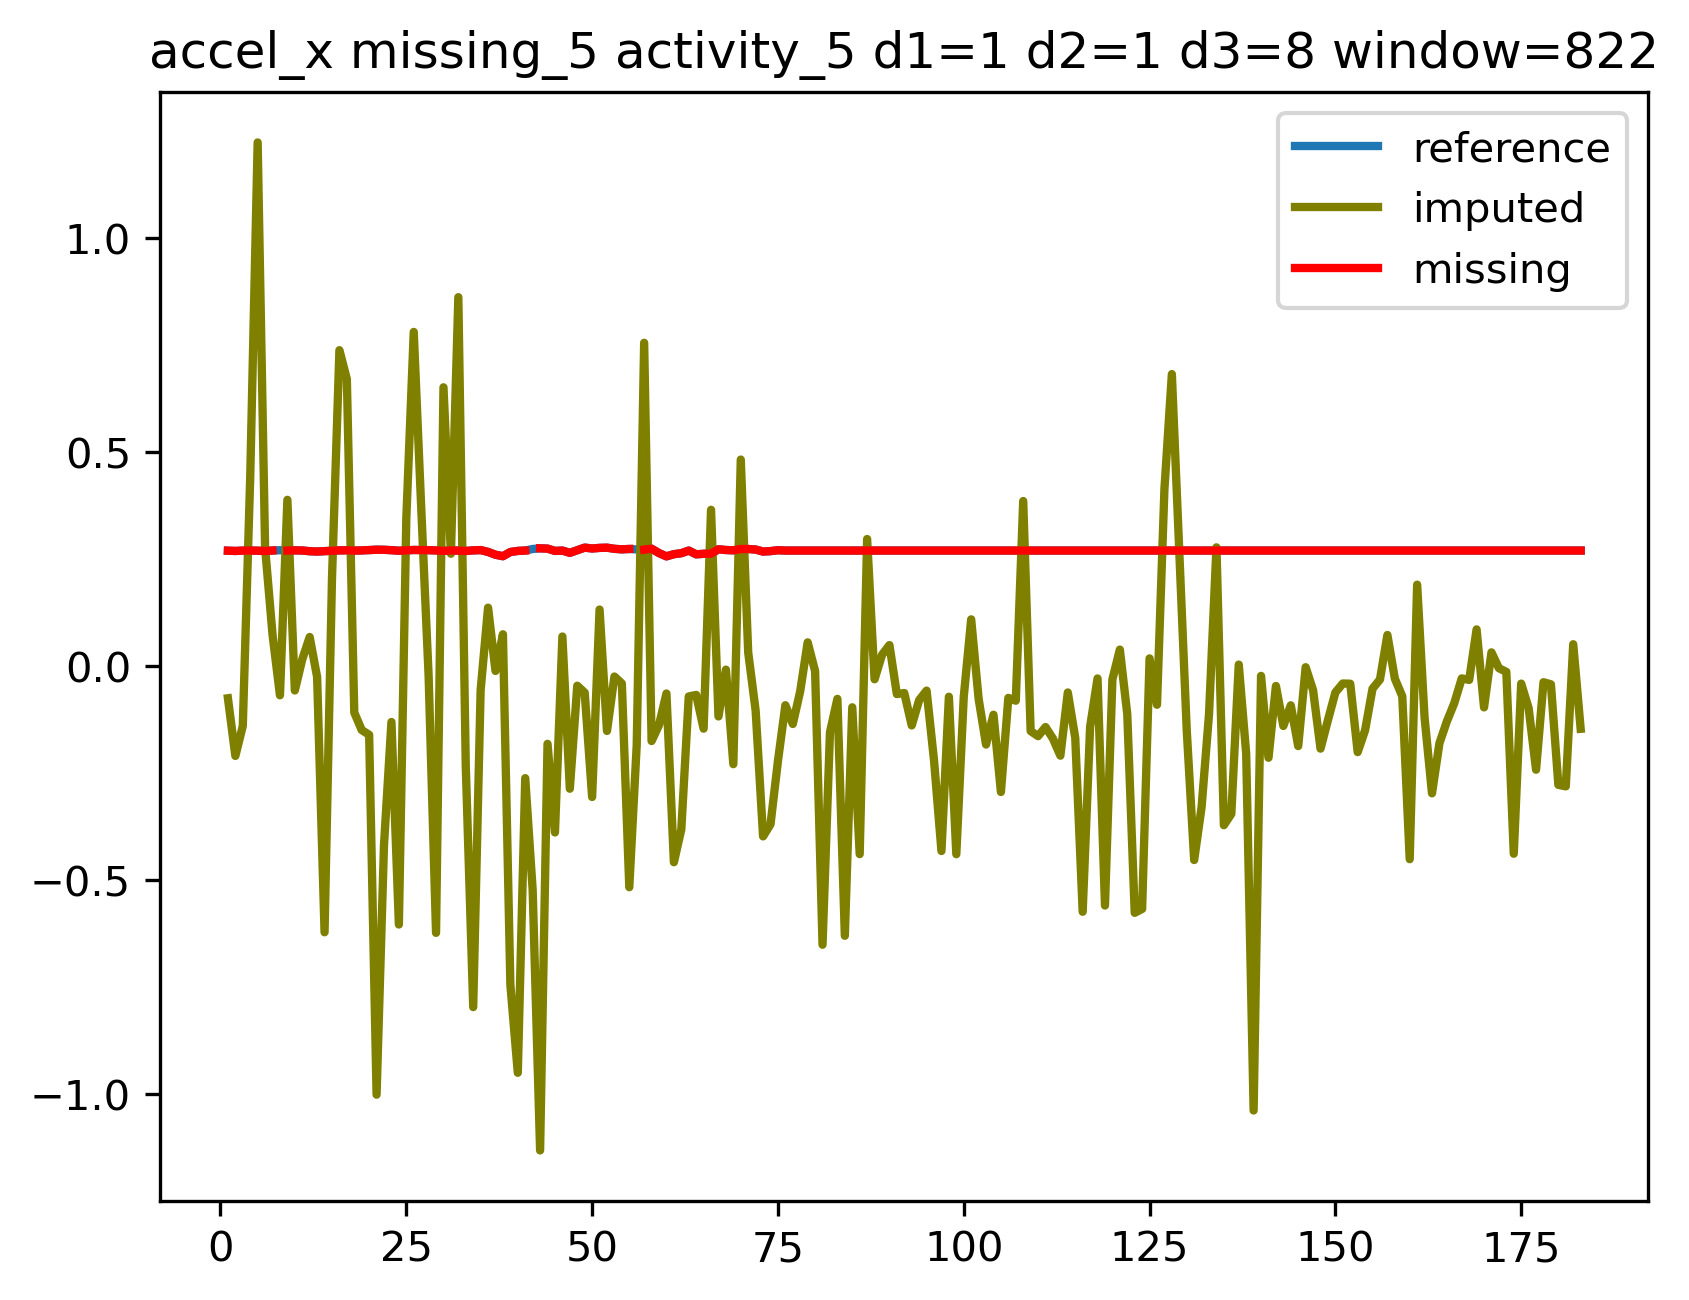 accel_x missing_5 activity_5 d1=1 d2=1 d3=8 window=822
reference
imputed
missing
1.0
0.5
0.0
−0.5
−1.0
0 25 50 75 100 125 150 175